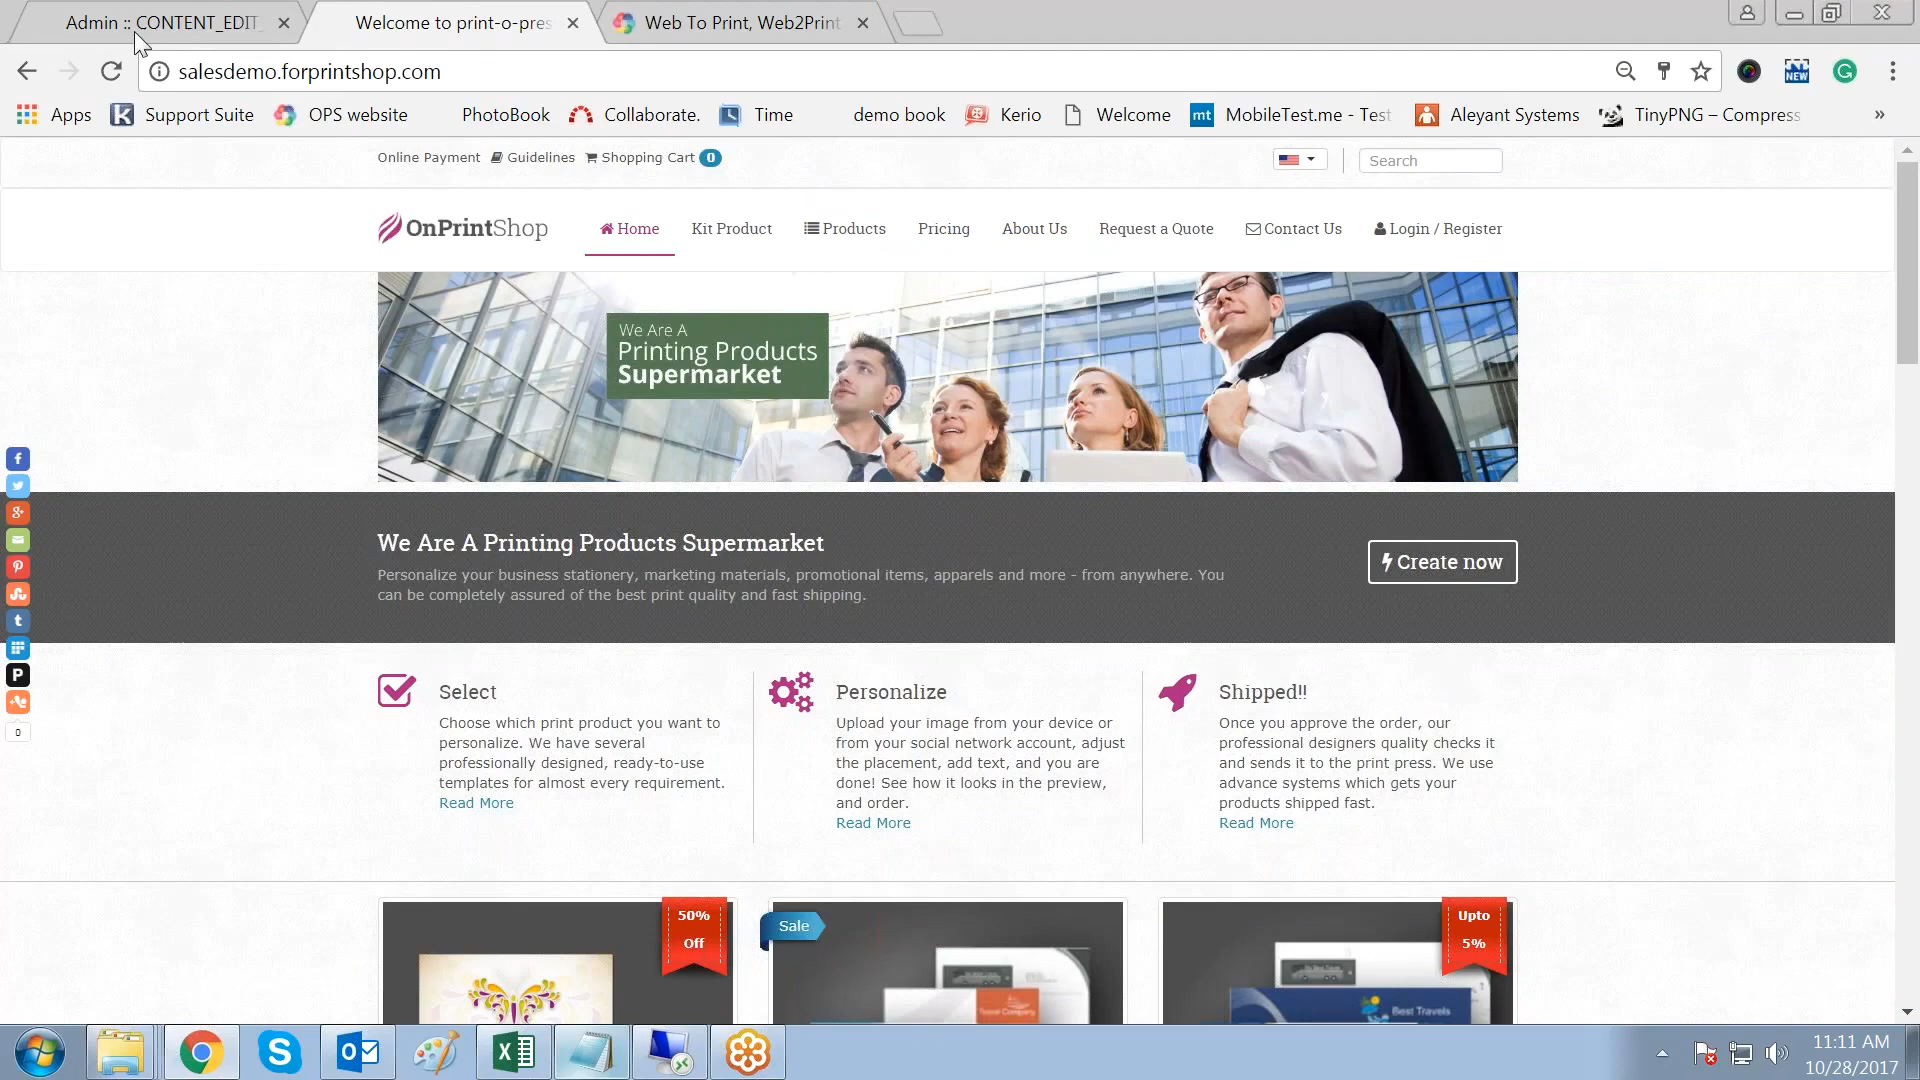 Admin :: CONTENT_EDIT_
Welcome to print-o-pres
Web To Print, Web2Print
salesdemo.forprintshop.com
NEW
Apps
Support Suite
OPS website
PhotoBook
Collaborate.
Time
demo book
Kerio
Welcome
mt
MobileTest.me - Test
Aleyant Systems
TinyPNG – Compress
»
Online Payment
Guidelines
Shopping Cart 0
Search
OnPrintShop
Home
Kit Product
Products
Pricing
About Us
Request a Quote
Contact Us
Login / Register
We Are A
Printing Products
Supermarket
We Are A Printing Products Supermarket
Personalize your business stationery, marketing materials, promotional items, apparels and more - from anywhere. You
can be completely assured of the best print quality and fast shipping.
Create now
0
Select
Choose which print product you want to
personalize. We have several
professionally designed, ready-to-use
templates for almost every requirement.
Read More
Personalize
Upload your image from your device or
from your social network account, adjust
the placement, add text, and you are
done! See how it looks in the preview,
and order.
Read More
Shipped!!
Once you approve the order, our
professional designers quality checks it
and sends it to the print press. We use
advance systems which gets your
products shipped fast.
Read More
50%
Off
Sale
Upto
5%
Travel Company
Best Travels
11:11 AM
10/28/2017